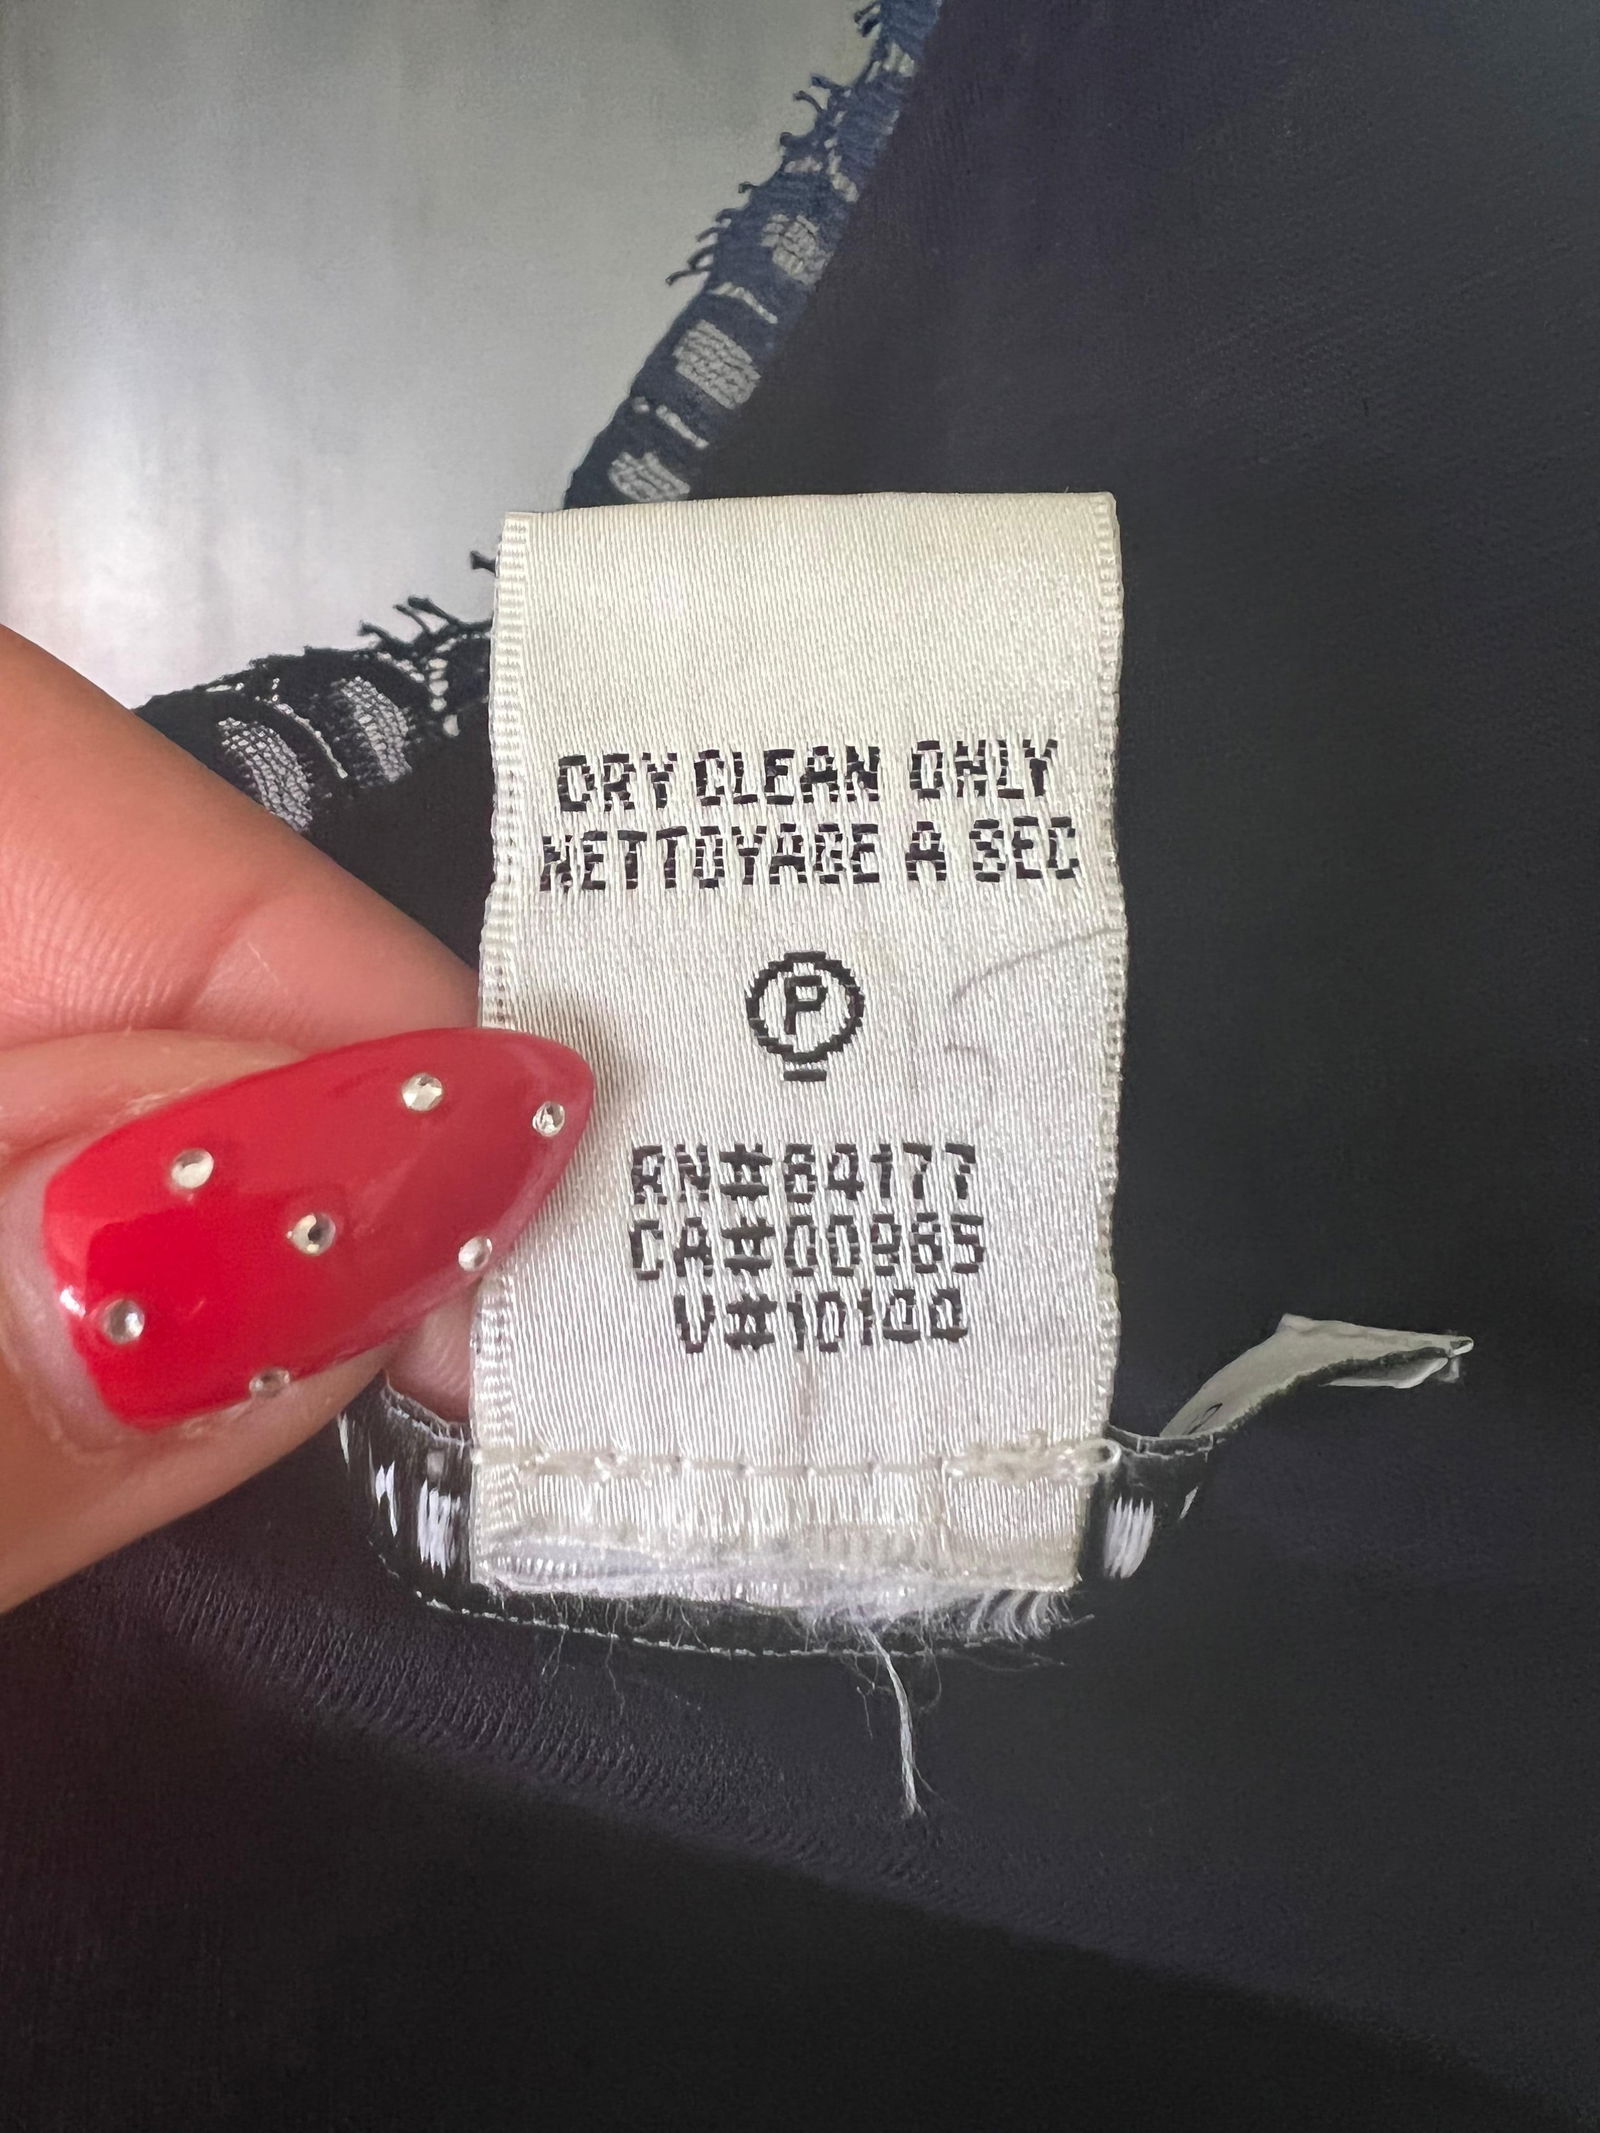 DRY CLEAN ONLY
NETTOYAGE A SEC
P
RN#64177
CA#00965
V#10100